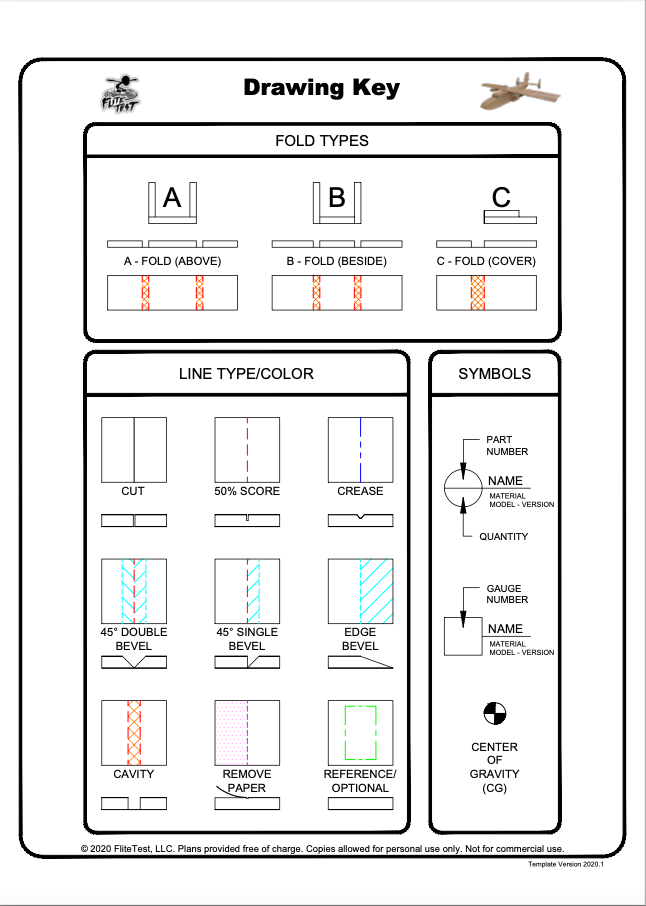 Drawing Key
FLITE
TEST
FOLD TYPES
A B C
A - FOLD (ABOVE) B - FOLD (BESIDE) C - FOLD (COVER)
LINE TYPE/COLOR
CUT 50% SCORE CREASE
45° DOUBLE
BEVEL
45° SINGLE
BEVEL
EDGE
BEVEL
CAVITY
REMOVE
PAPER
REFERENCE/
OPTIONAL
SYMBOLS
PART
NUMBER
NAME
MATERIAL
MODEL - VERSION
QUANTITY
GAUGE
NUMBER
NAME
MATERIAL
MODEL - VERSION
CENTER
OF
GRAVITY
(CG)
© 2020 FliteTest, LLC. Plans provided free of charge. Copies allowed for personal use only. Not for commercial use.
Template Version 2020.1